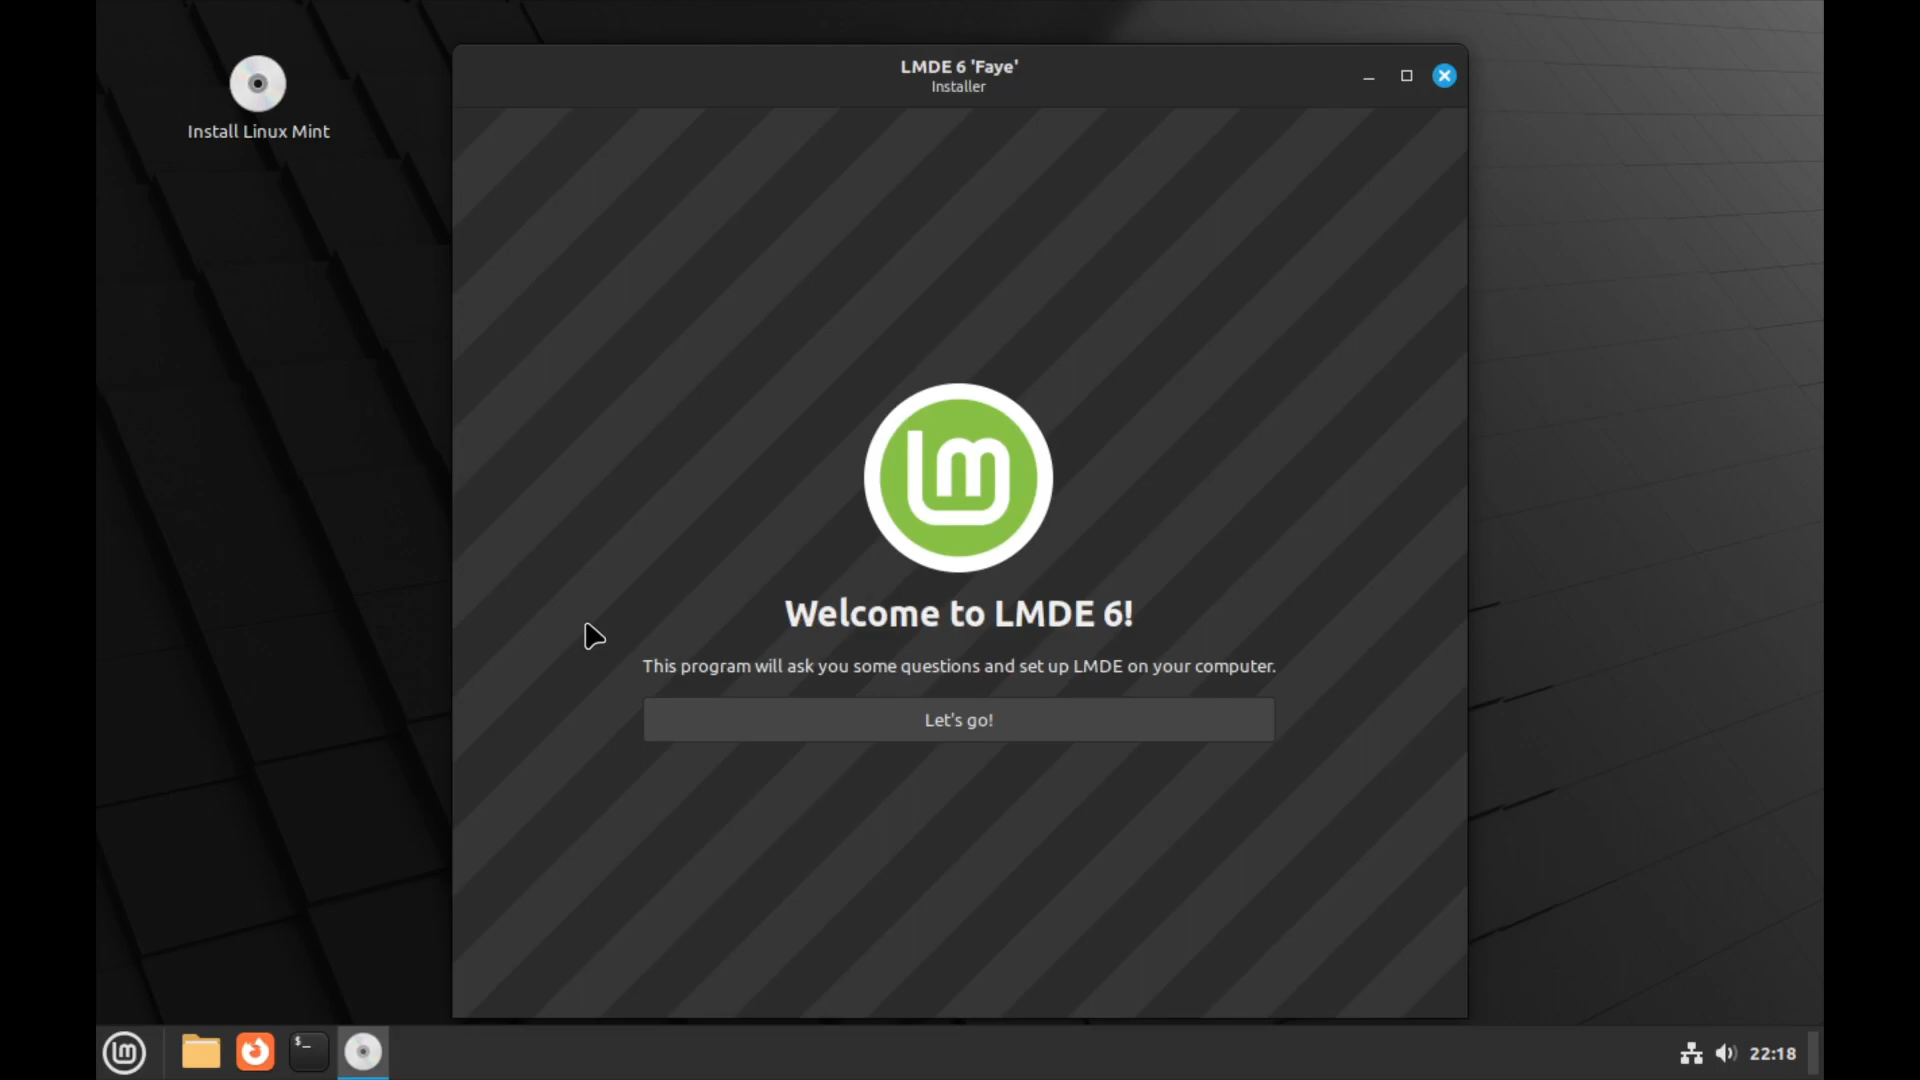 Install Linux Mint
LMDE 6 'Faye'
Installer
Welcome to LMDE 6!
This program will ask you some questions and set up LMDE on your computer.
Let's go!
$_
22:18